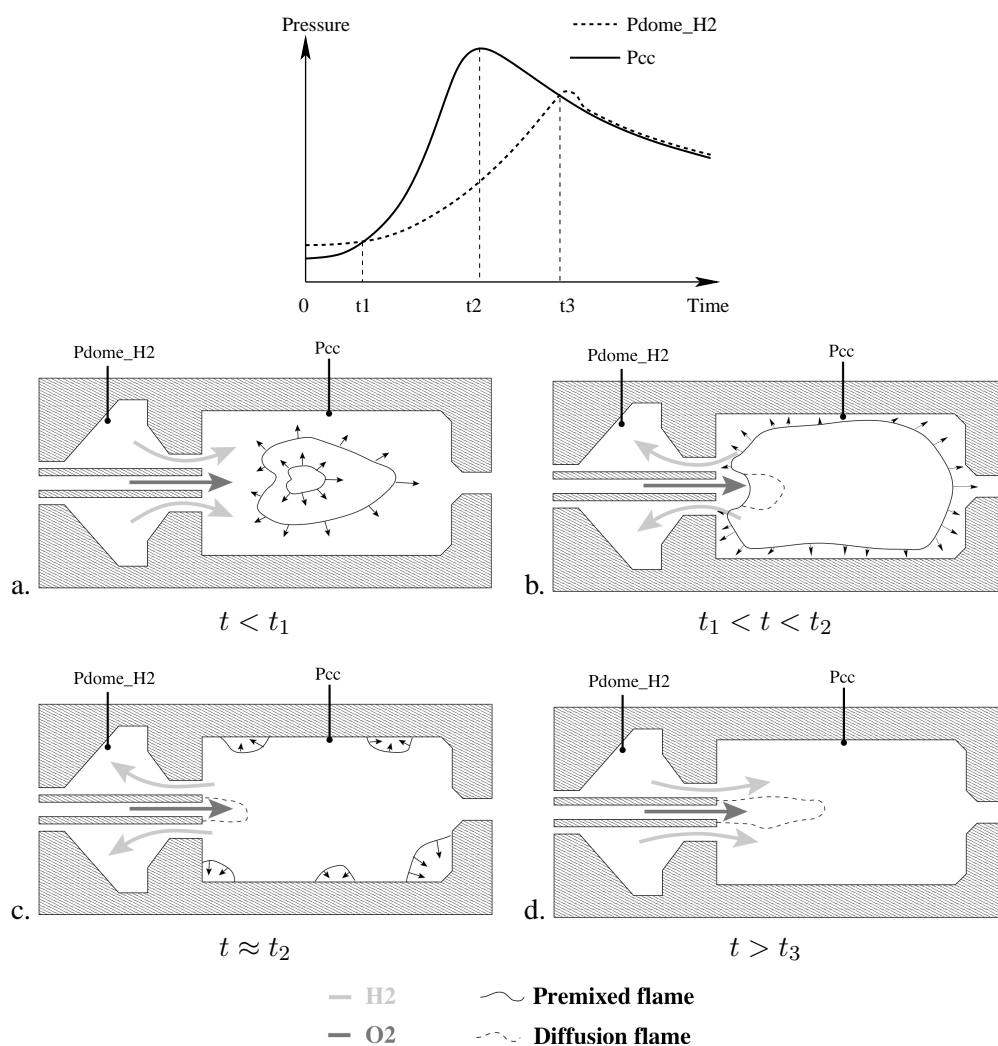 Pressure
Pdome_H2
Pcc
0 t1 t2 t3 Time
Pdome_H2 Pcc
Pdome_H2 Pcc
a. b.
t < t₁ t₁ < t < t₂
Pdome_H2 Pcc
Pdome_H2 Pcc
c. d.
t ≈ t₂ t > t₃
H2 Premixed flame
O2 Diffusion flame